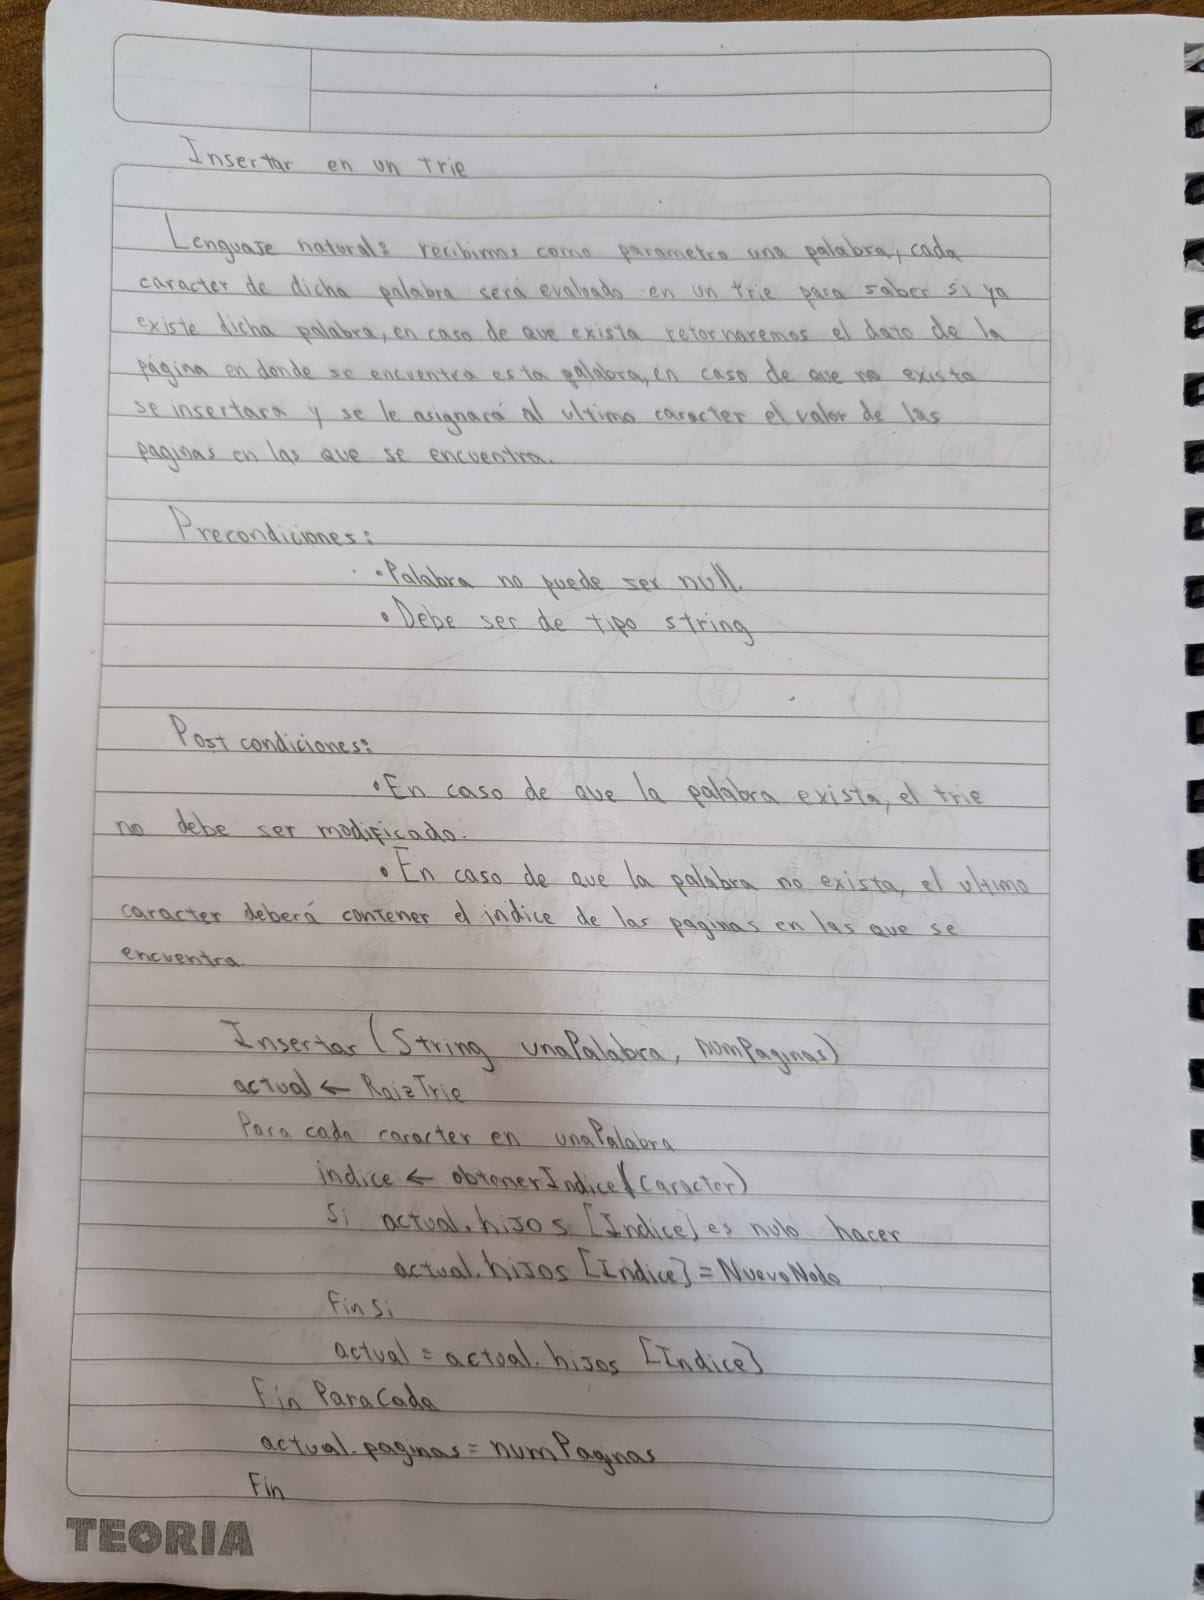 Insertar en un trie
Lenguaje natural: recibimos como parametro una palabra, cada
caracter de dicha palabra será evaluado en un trie para saber si ya
existe dicha palabra, en caso de que exista retornaremos el dato de la
página en donde se encuentra esta palabra, en caso de que no exista
se insertara y se le asignará al ultimo caracter el valor de las
paginas en las que se encuentra.
Precondiciones:
• Palabra no puede ser null.
• Debe ser de tipo string
Post condiciones:
• En caso de que la palabra exista, el trie
no debe ser modificado.
• En caso de que la palabra no exista, el ultimo
caracter deberá contener el indice de las paginas en las que se
encuentra.
Insertar (String unaPalabra, numPaginas)
actual ← RaizTrie
Para cada caracter en unaPalabra
indice ← obtenerIndice (Caracter)
Si actual.hijos [Indice] es nulo hacer
actual.hijos [Indice] = NuevoNodo
Fin Si
actual = actual.hijos [Indice]
Fin ParaCada
actual.paginas = numPagnas
Fin
TEORIA